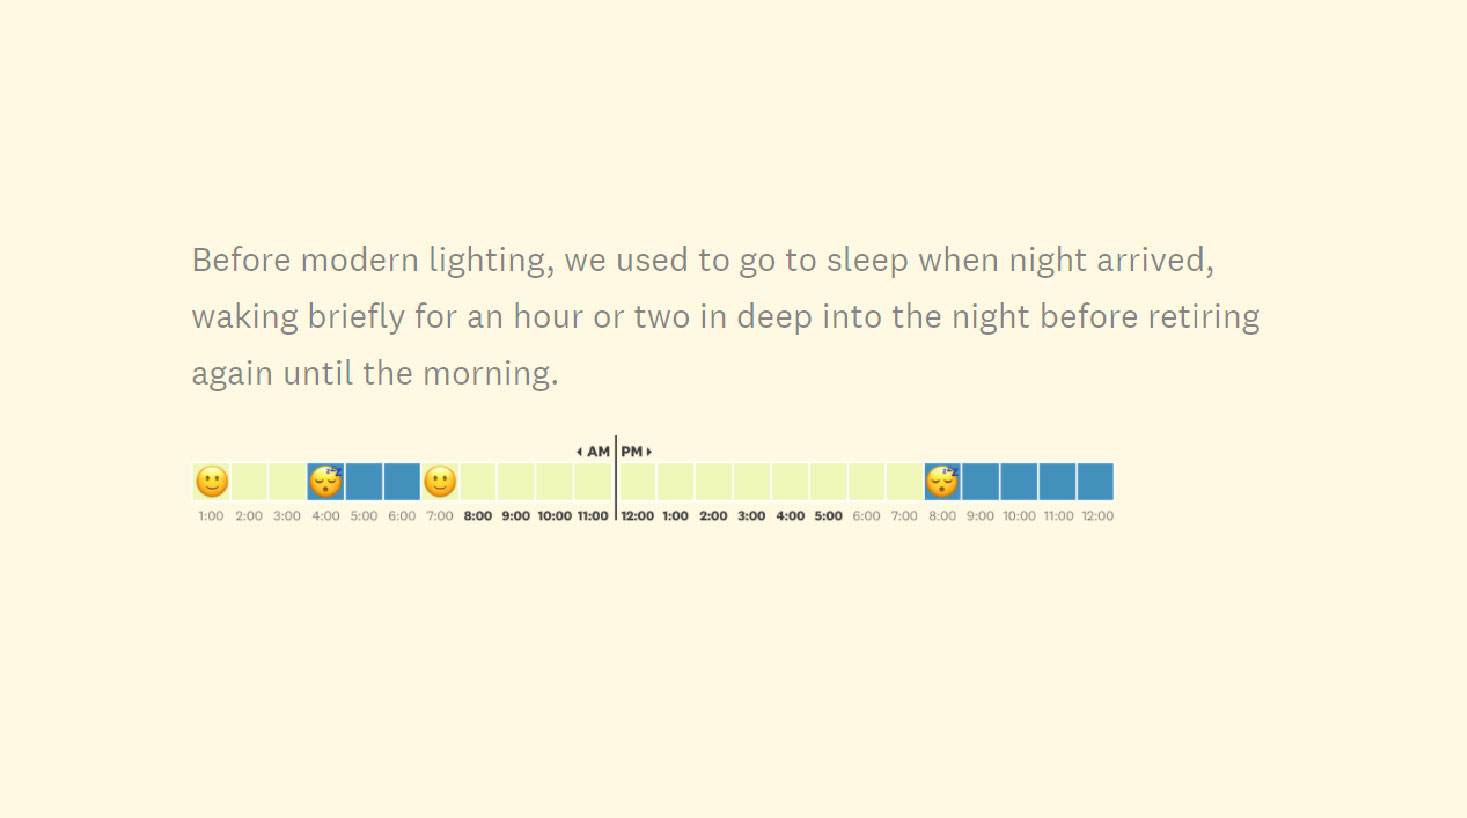 Before modern lighting, we used to go to sleep when night arrived,
waking briefly for an hour or two in deep into the night before retiring
again until the morning.
AM PM
1:00 2:00 3:00 4:00 5:00 6:00 7:00 8:00 9:00 10:00 11:00 12:00 1:00 2:00 3:00 4:00 5:00 6:00 7:00 8:00 9:00 10:00 11:00 12:00